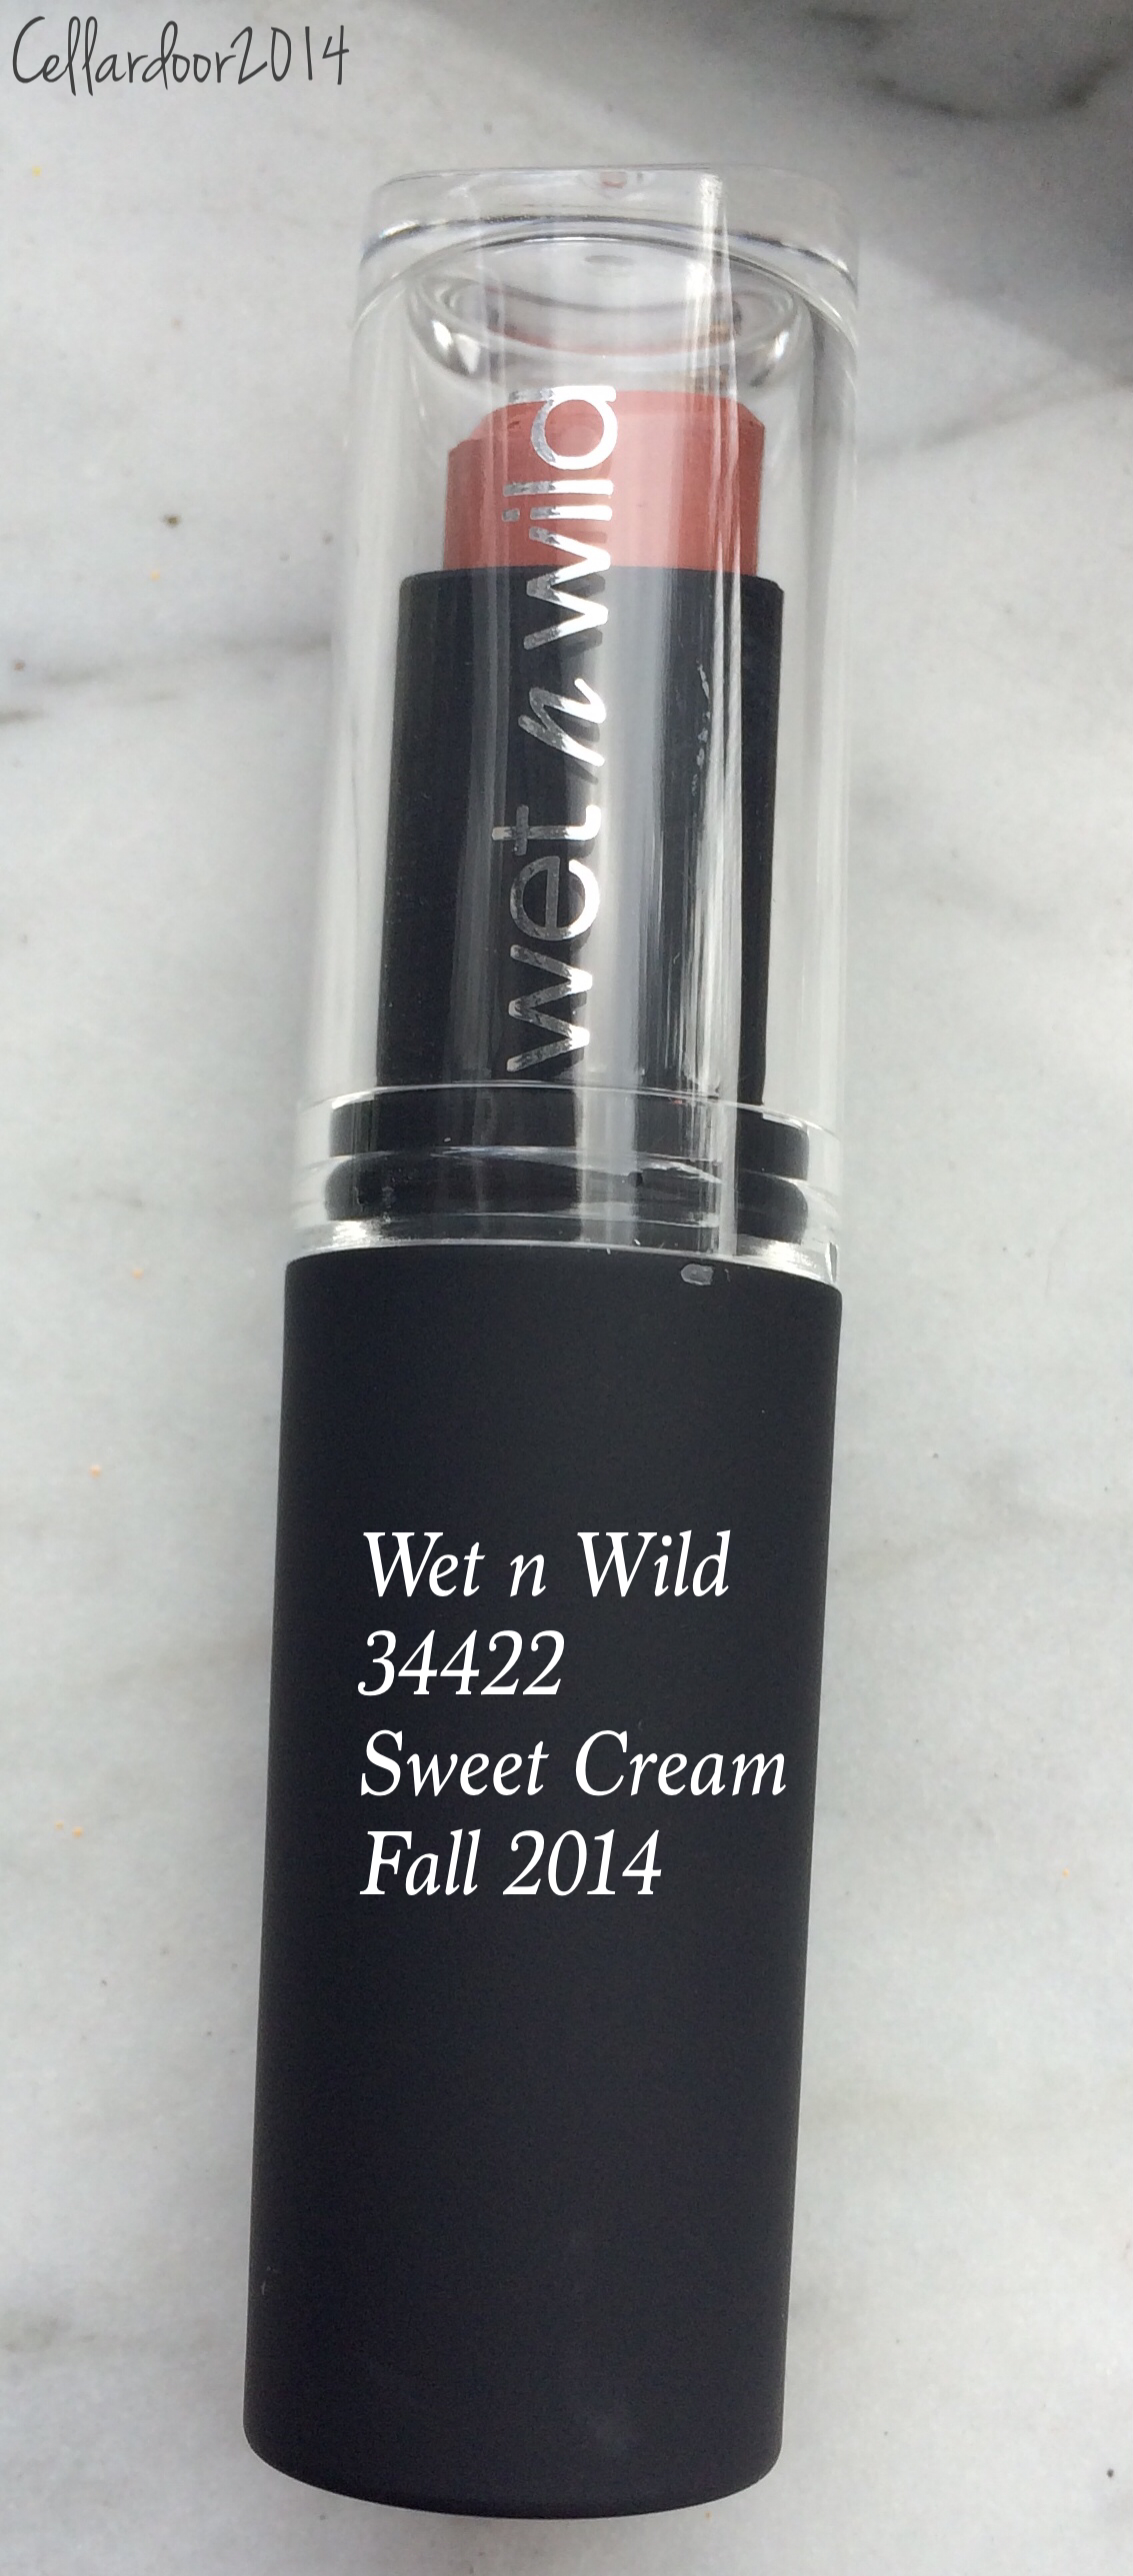 Cellardoor2014
wet n wild
Wet n Wild
34422
Sweet Cream
Fall 2014